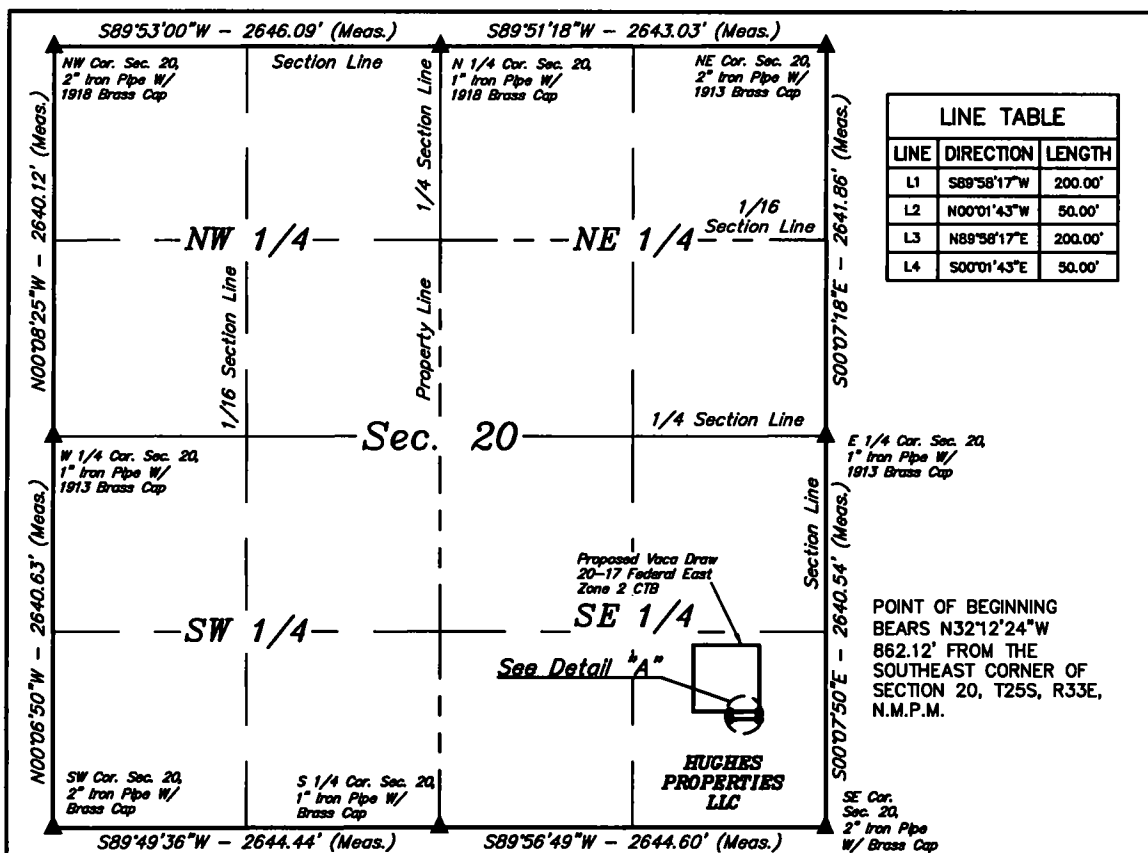 S89°53'00"W - 2646.09' (Meas.)
S89°51'18"W - 2643.03' (Meas.)
NW Cor. Sec. 20,
2" Iron Pipe W/
1918 Brass Cap
Section Line
N 1/4 Cor. Sec. 20,
1" Iron Pipe W/
1918 Brass Cap
NE Cor. Sec. 20,
2" Iron Pipe W/
1913 Brass Cap
N00°08'25"W - 2640.12' (Meas.)
1/4 Section Line
S00°07'18"E - 2641.86' (Meas.)
LINE TABLE
LINE DIRECTION LENGTH
L1 S89°58'17"W 200.00'
L2 N00°01'43"W 50.00'
L3 N89°58'17"E 200.00'
L4 S00°01'43"E 50.00'
NW 1/4
NE 1/4
1/16
Section Line
1/16 Section Line
Property Line
Sec. 20
1/4 Section Line
W 1/4 Cor. Sec. 20,
1" Iron Pipe W/
1913 Brass Cap
E 1/4 Cor. Sec. 20,
1" Iron Pipe W/
1913 Brass Cap
N00°06'50"W - 2640.63' (Meas.)
Section Line
S00°07'50"E - 2640.54' (Meas.)
Proposed Vaca Draw
20-17 Federal East
Zone 2 CTB
SW 1/4
SE 1/4
See Detail "A"
POINT OF BEGINNING
BEARS N32°12'24"W
862.12' FROM THE
SOUTHEAST CORNER OF
SECTION 20, T25S, R33E,
N.M.P.M.
HUGHES
PROPERTIES
LLC
SW Cor. Sec. 20,
2" Iron Pipe W/
Brass Cap
S 1/4 Cor. Sec. 20,
1" Iron Pipe W/
Brass Cap
SE Cor.
Sec. 20,
2" Iron Pipe
W/ Brass Cap
S89°49'36"W - 2644.44' (Meas.)
S89°56'49"W - 2644.60' (Meas.)